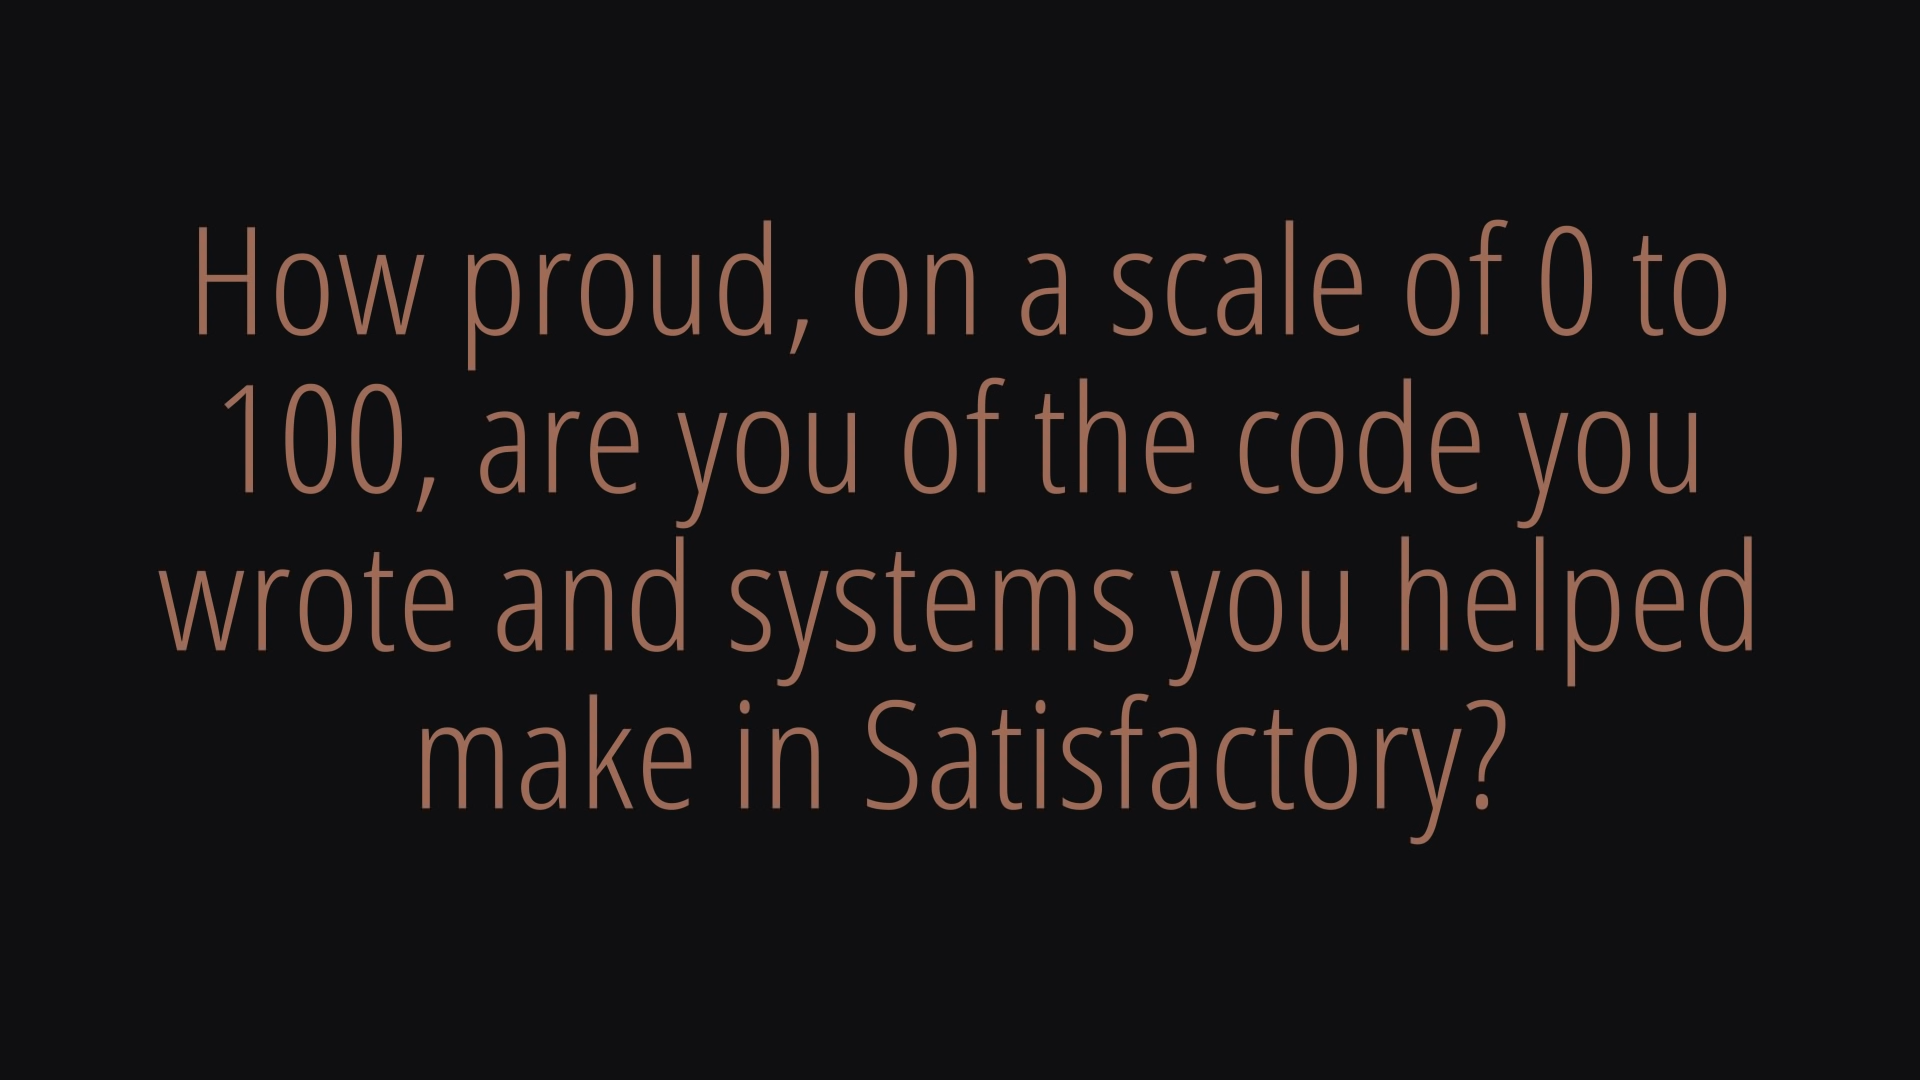 How proud, on a scale of 0 to
100, are you of the code you
wrote and systems you helped
make in Satisfactory?